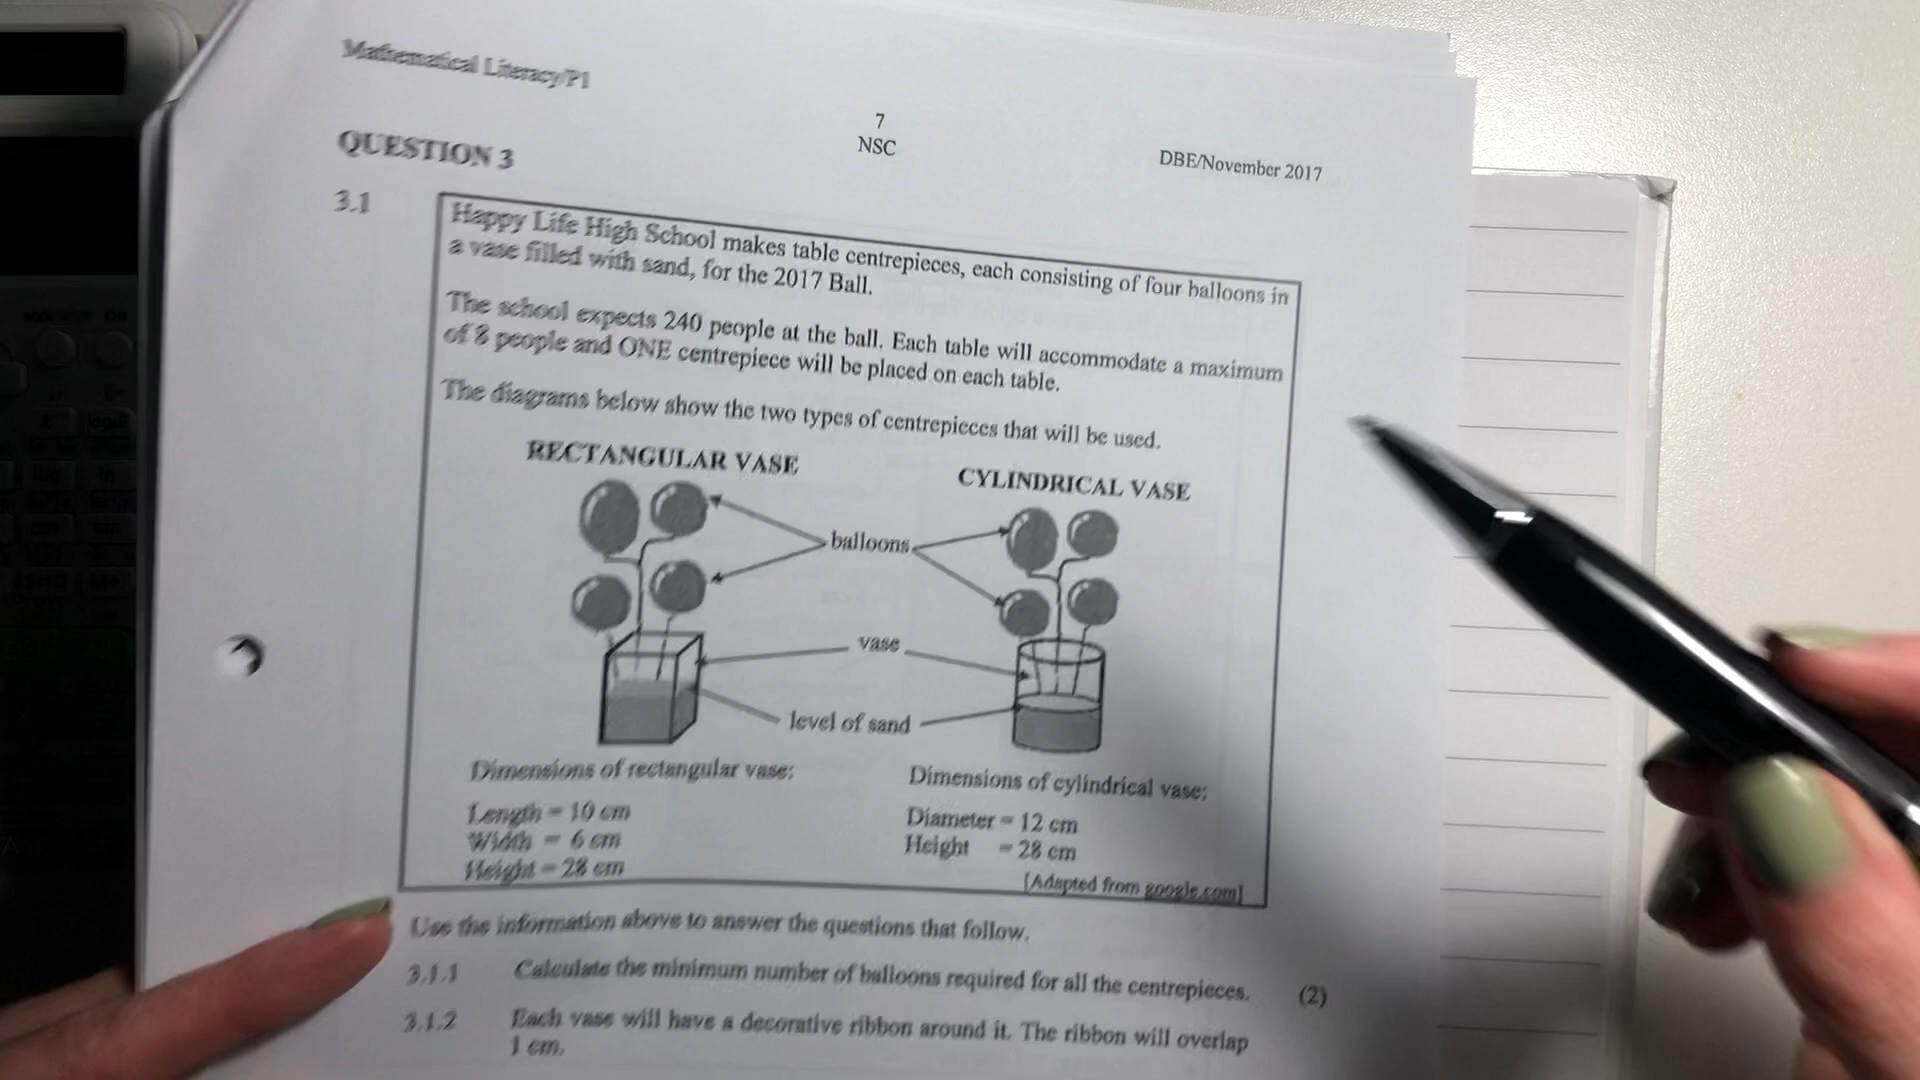 Mathematical Literacy/P1
7
NSC
DBE/November 2017
QUESTION 3
3.1
Happy Life High School makes table centrepieces, each consisting of four balloons in
a vase filled with sand, for the 2017 Ball.
The school expects 240 people at the ball. Each table will accommodate a maximum
of 8 people and ONE centrepiece will be placed on each table.
The diagrams below show the two types of centrepieces that will be used.
RECTANGULAR VASE
CYLINDRICAL VASE
balloons
vase
level of sand
Dimensions of rectangular vase:
Length = 10 cm
Width = 6 cm
Height = 28 cm
Dimensions of cylindrical vase:
Diameter = 12 cm
Height = 28 cm
[Adapted from google.com]
Use the information above to answer the questions that follow.
3.1.1 Calculate the minimum number of balloons required for all the centrepieces. (2)
3.1.2 Each vase will have a decorative ribbon around it. The ribbon will overlap
1 cm.